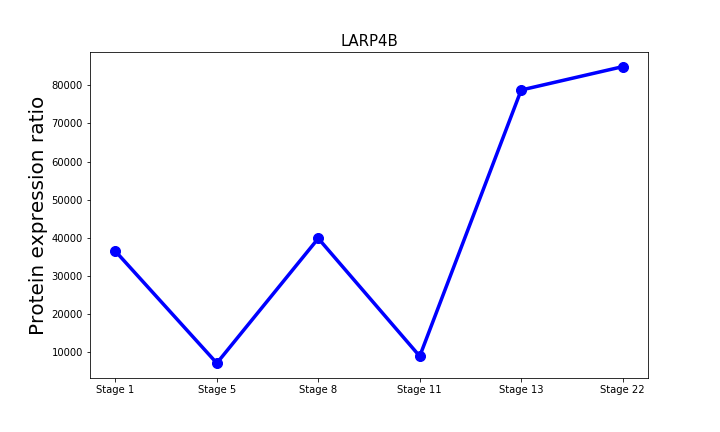 LARP4B
Protein expression ratio
80000
70000
60000
50000
40000
30000
20000
10000
Stage 1
Stage 5
Stage 8
Stage 11
Stage 13
Stage 22